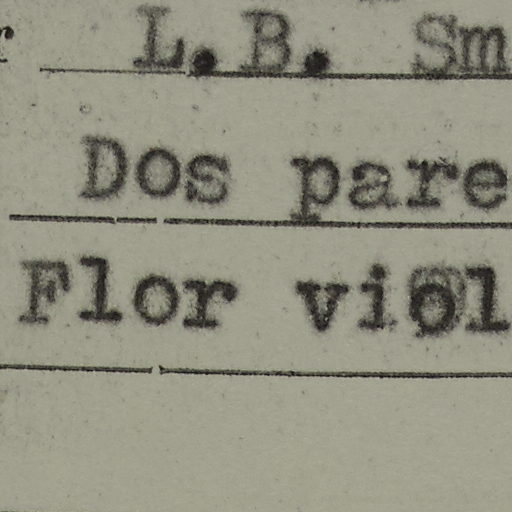 r L. B. Sm
Dos pare
Flor viol